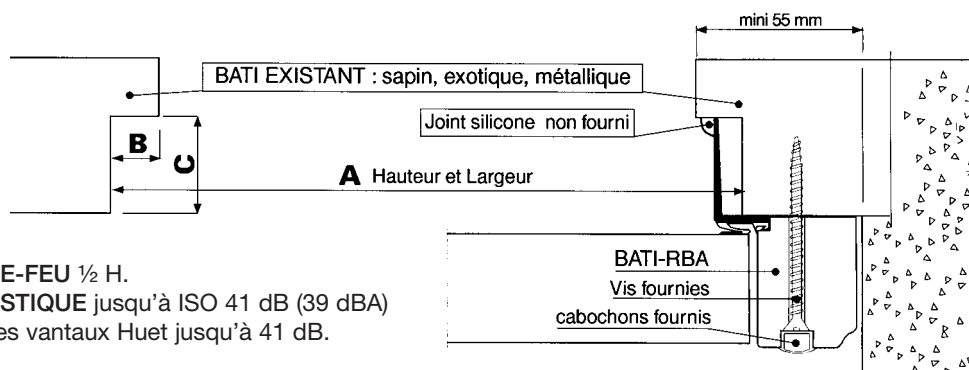 mini 55 mm
BATI EXISTANT : sapin, exotique, métallique
Joint silicone non fourni
B
C
A Hauteur et Largeur
BATI-RBA
Vis fournies
cabochons fournis
E-FEU ½ H.
STIQUE jusqu'à ISO 41 dB (39 dBA)
es vantaux Huet jusqu'à 41 dB.